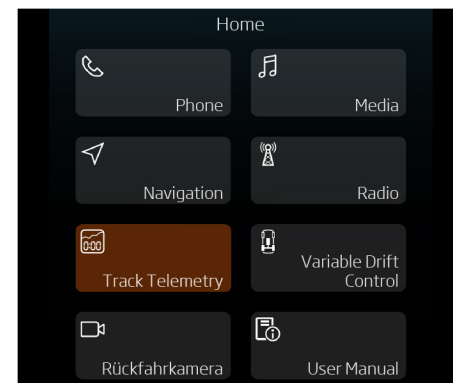 Home
Phone
Media
Navigation
Radio
0:00
Track Telemetry
Variable Drift
Control
Rückfahrkamera
User Manual